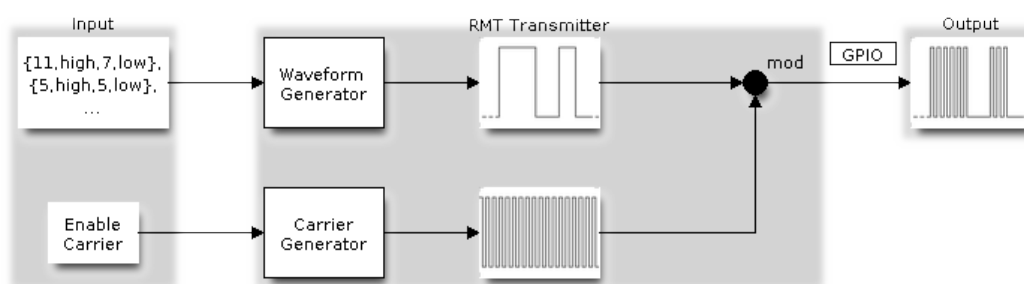 Input
RMT Transmitter
Output
{11,high,7,low},
{5,high,5,low},
...
Waveform
Generator
mod
GPIO
Enable
Carrier
Carrier
Generator